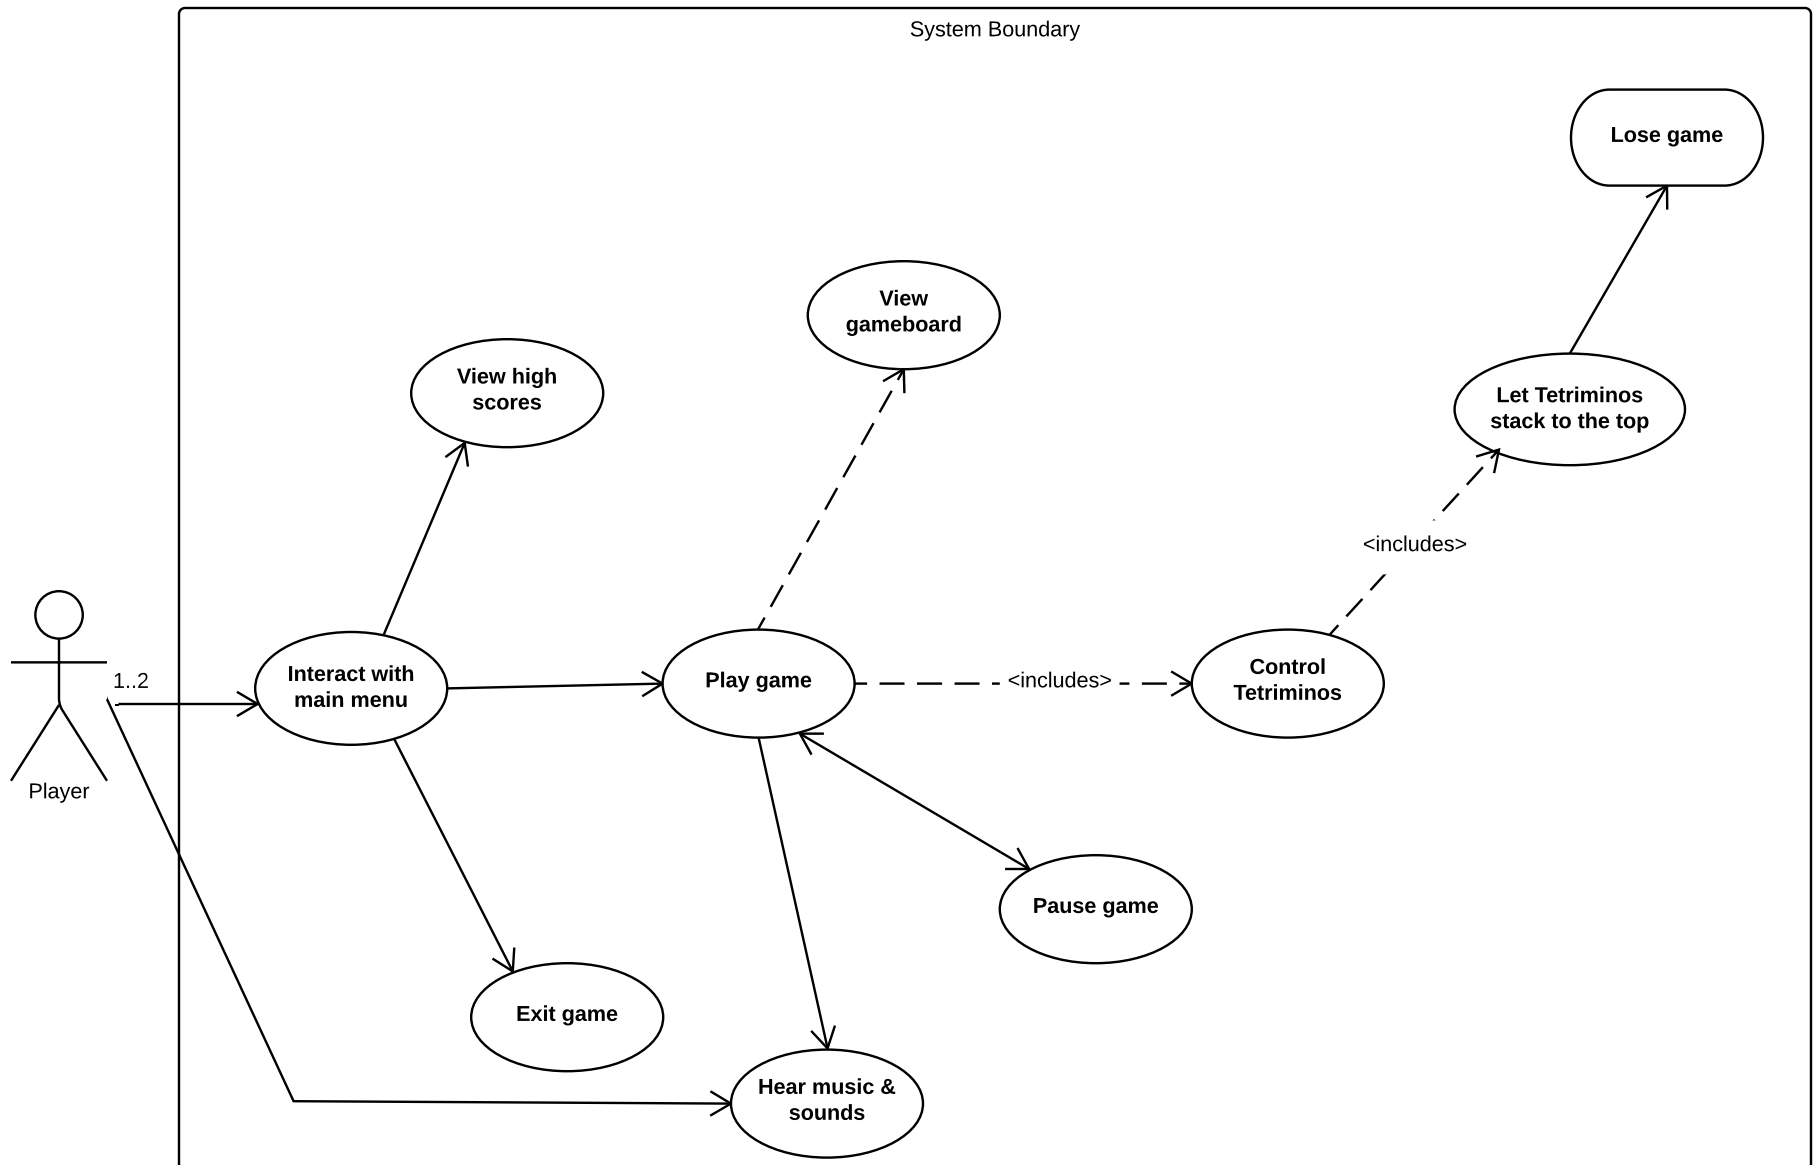 System Boundary
Lose game
View
gameboard
View high
scores
Let Tetriminos
stack to the top
<includes>
1..2
Interact with
main menu
Play game
<includes>
Control
Tetriminos
Player
Pause game
Exit game
Hear music &
sounds